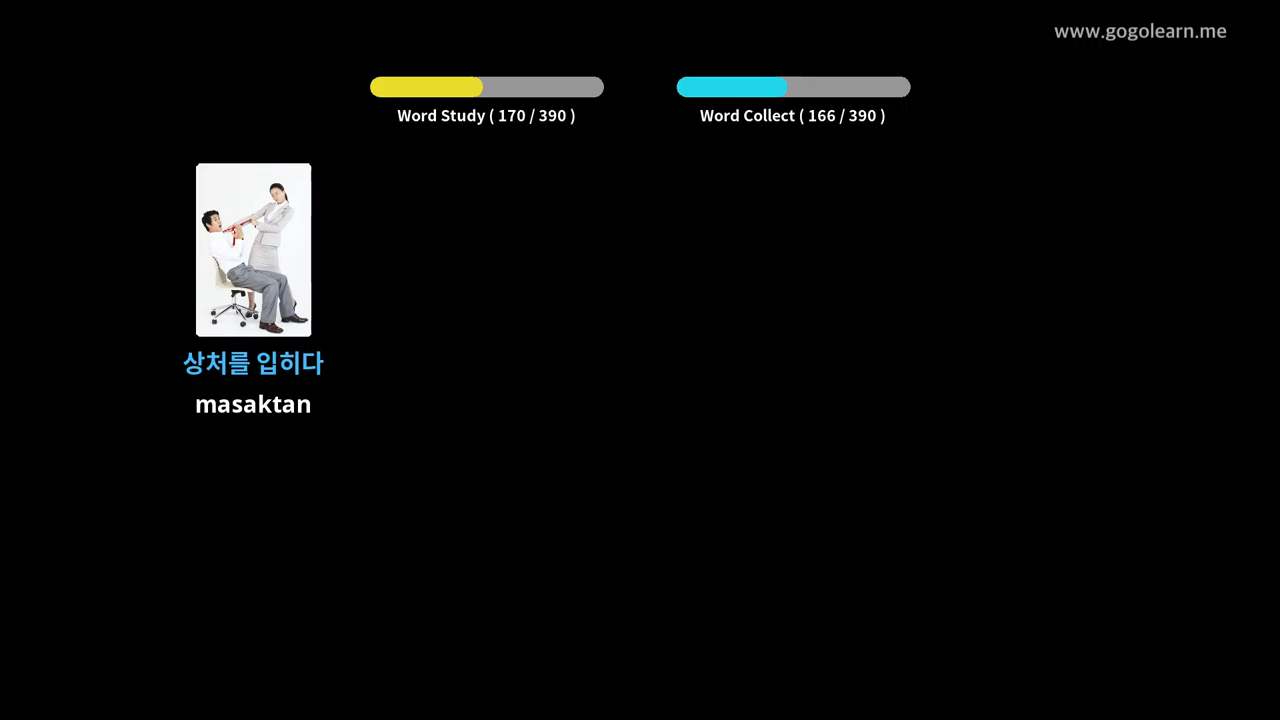 www.gogolearn.me
Word Study ( 170 / 390 )
Word Collect ( 166 / 390 )
상처를 입히다
masaktan